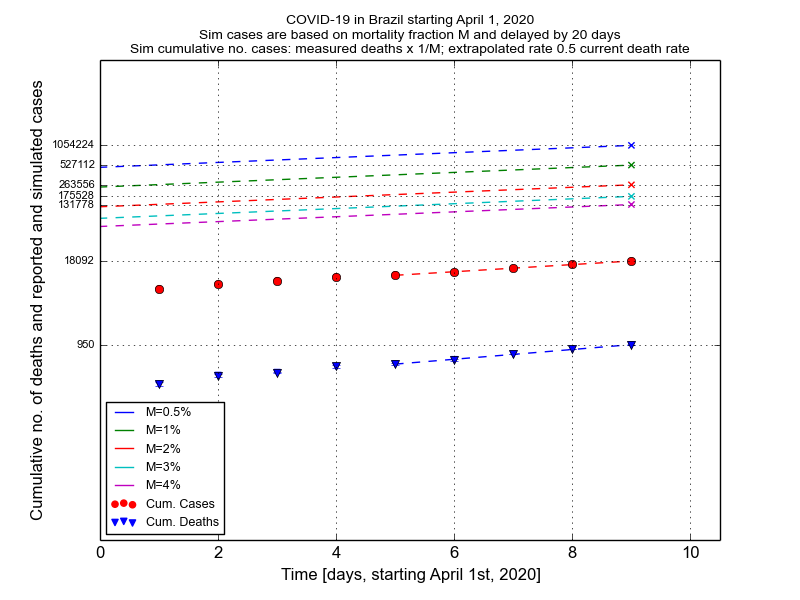 COVID-19 in Brazil starting April 1, 2020
Sim cases are based on mortality fraction M and delayed by 20 days
Sim cumulative no. cases: measured deaths x 1/M; extrapolated rate 0.5 current death rate
Cumulative no. of deaths and reported and simulated cases
1054224
527112
263556
175528
131778
18092
950
M=0.5%
M=1%
M=2%
M=3%
M=4%
Cum. Cases
Cum. Deaths
0 2 4 6 8 10
Time [days, starting April 1st, 2020]